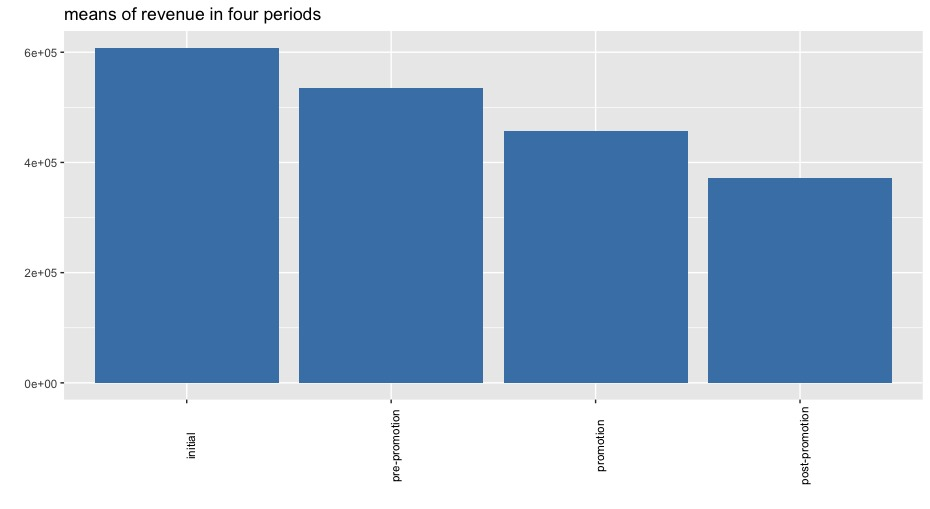 means of revenue in four periods
6e+05
4e+05
2e+05
0e+00
initial
pre-promotion
promotion
post-promotion